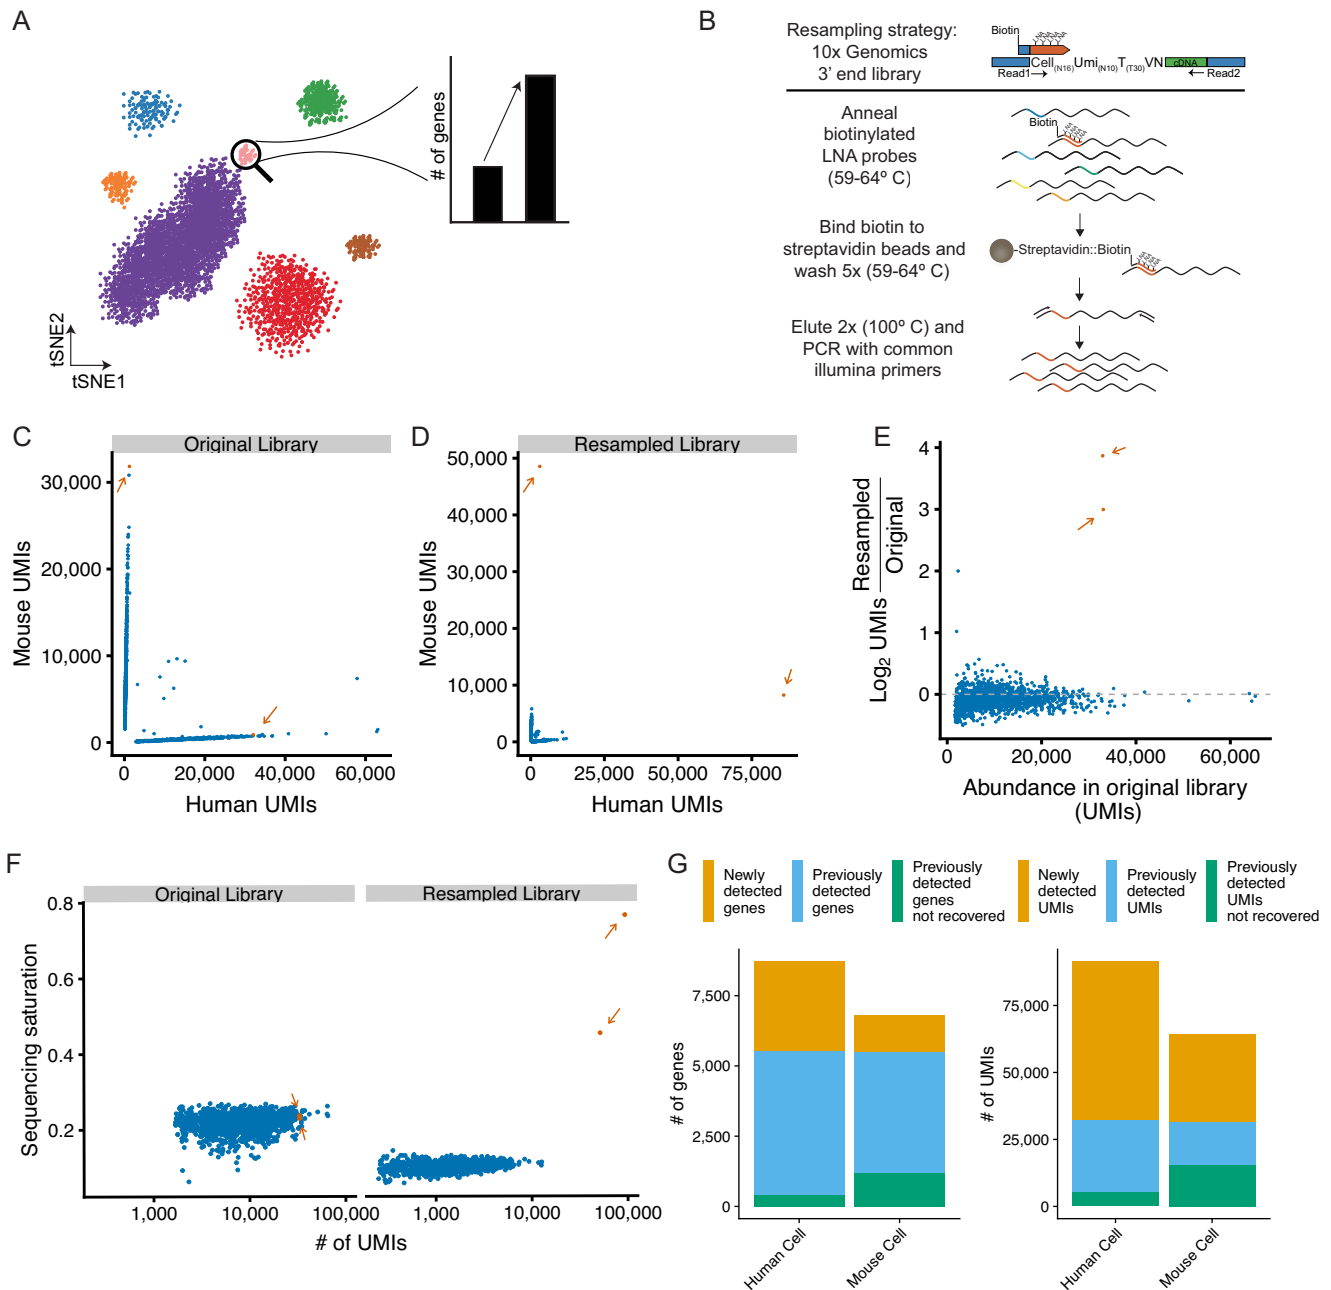 A
# of genes
tSNE2
tSNE1
B
Resampling strategy:
10x Genomics
3' end library
Biotin
LNA LNA LNA LNA
Cell(N16)Umi(N10)T(T30)VN
cDNA
Read1
Read2
Anneal
biotinylated
LNA probes
(59-64º C)
Biotin
Bind biotin to
streptavidin beads and
wash 5x (59-64º C)
-Streptavidin::Biotin
Elute 2x (100º C) and
PCR with common
illumina primers
C
Original Library
Mouse UMIs
30,000
20,000
10,000
0
0
20,000
40,000
60,000
Human UMIs
D
Resampled Library
Mouse UMIs
50,000
40,000
30,000
20,000
10,000
0
0
25,000
50,000
75,000
Human UMIs
E
Log2 UMIs Resampled
Original
4
3
2
1
0
0
20,000
40,000
60,000
Abundance in original library
(UMIs)
F
Original Library
Resampled Library
Sequencing saturation
0.8
0.6
0.4
0.2
1,000
10,000
100,000
1,000
10,000
100,000
# of UMIs
G
Newly
detected
genes
Previously
detected
genes
Previously
detected
genes
not recovered
Newly
detected
UMIs
Previously
detected
UMIs
Previously
detected
UMIs
not recovered
# of genes
7,500
5,000
2,500
0
Human Cell
Mouse Cell
# of UMIs
75,000
50,000
25,000
0
Human Cell
Mouse Cell